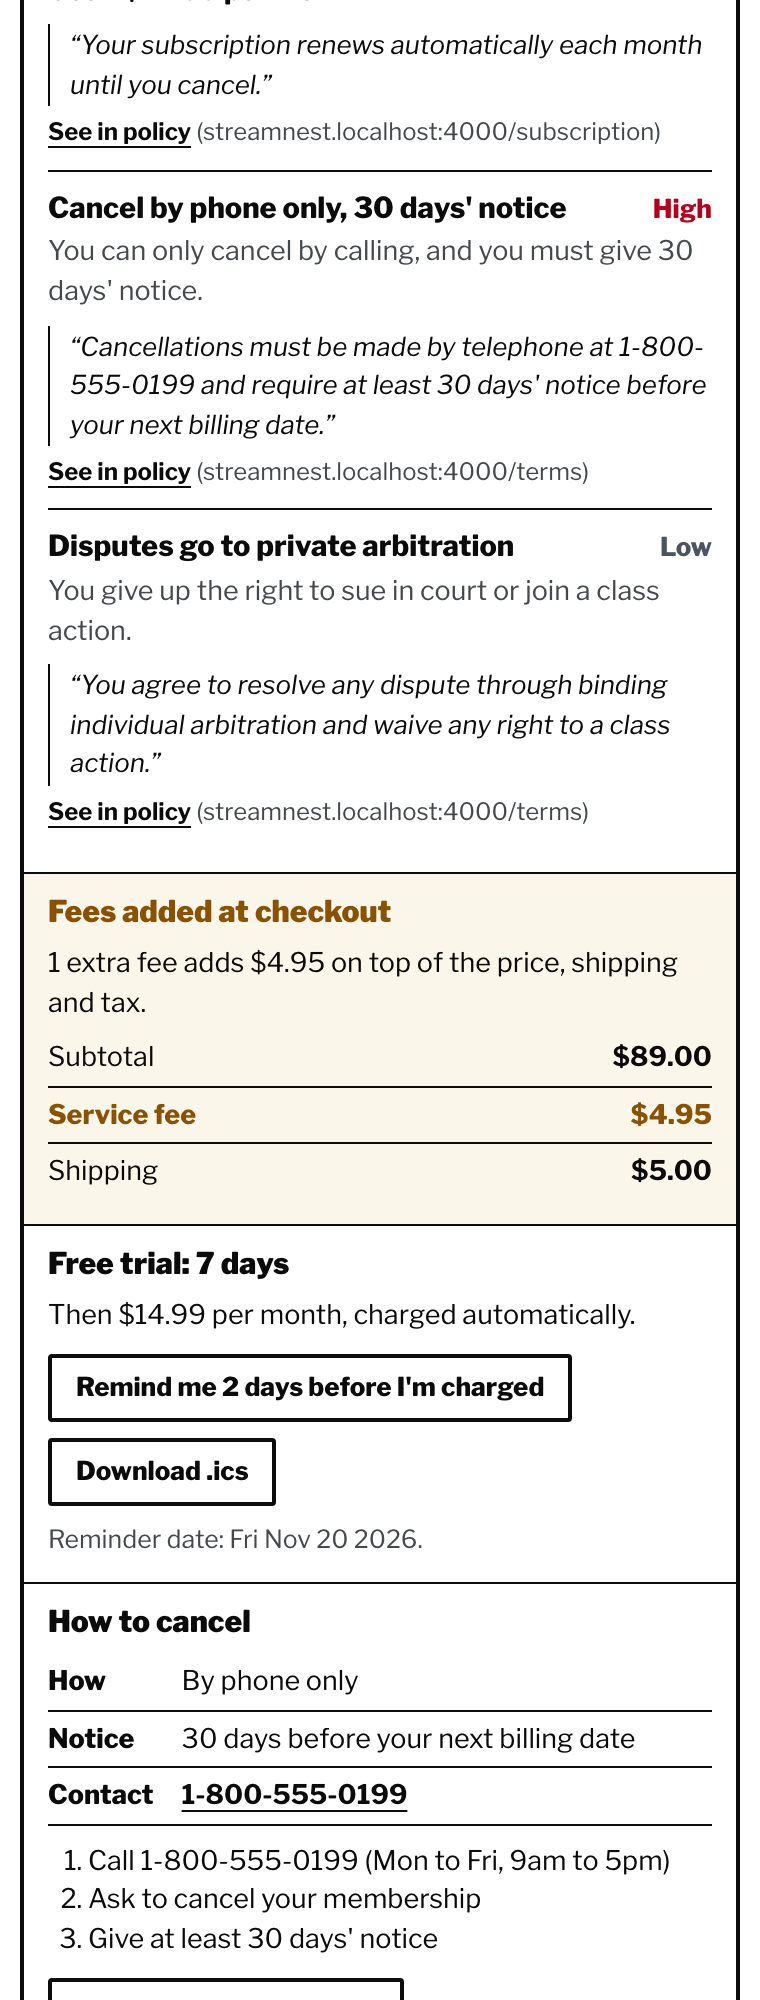 “Your subscription renews automatically each month
until you cancel.”
See in policy (streamnest.localhost:4000/subscription)
Cancel by phone only, 30 days' notice High
You can only cancel by calling, and you must give 30
days' notice.
“Cancellations must be made by telephone at 1-800-
555-0199 and require at least 30 days' notice before
your next billing date.”
See in policy (streamnest.localhost:4000/terms)
Disputes go to private arbitration Low
You give up the right to sue in court or join a class
action.
“You agree to resolve any dispute through binding
individual arbitration and waive any right to a class
action.”
See in policy (streamnest.localhost:4000/terms)
Fees added at checkout
1 extra fee adds $4.95 on top of the price, shipping
and tax.
Subtotal $89.00
Service fee $4.95
Shipping $5.00
Free trial: 7 days
Then $14.99 per month, charged automatically.
Remind me 2 days before I'm charged
Download .ics
Reminder date: Fri Nov 20 2026.
How to cancel
How By phone only
Notice 30 days before your next billing date
Contact 1-800-555-0199
1. Call 1-800-555-0199 (Mon to Fri, 9am to 5pm)
2. Ask to cancel your membership
3. Give at least 30 days' notice